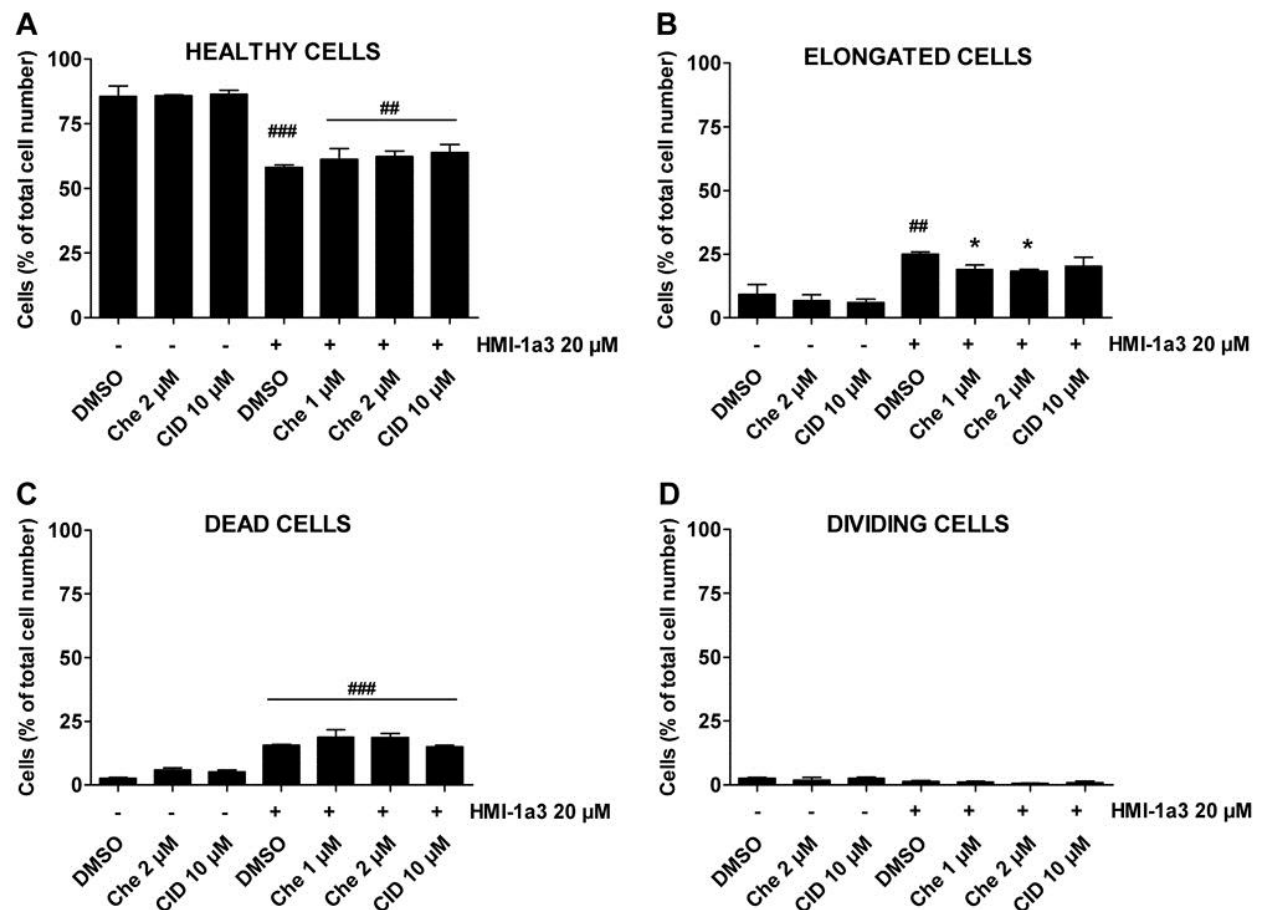 A
HEALTHY CELLS
Cells (% of total cell number)
100
75
50
25
0
###
##
- - - + + + + HMI-1a3 20 µM
DMSO
Che 2 µM
CID 10 µM
DMSO
Che 1 µM
Che 2 µM
CID 10 µM
B
ELONGATED CELLS
Cells (% of total cell number)
100
75
50
25
0
##
*
*
- - - + + + + HMI-1a3 20 µM
DMSO
Che 2 µM
CID 10 µM
DMSO
Che 1 µM
Che 2 µM
CID 10 µM
C
DEAD CELLS
Cells (% of total cell number)
100
75
50
25
0
###
- - - + + + + HMI-1a3 20 µM
DMSO
Che 2 µM
CID 10 µM
DMSO
Che 1 µM
Che 2 µM
CID 10 µM
D
DIVIDING CELLS
Cells (% of total cell number)
100
75
50
25
0
- - - + + + + HMI-1a3 20 µM
DMSO
Che 2 µM
CID 10 µM
DMSO
Che 1 µM
Che 2 µM
CID 10 µM